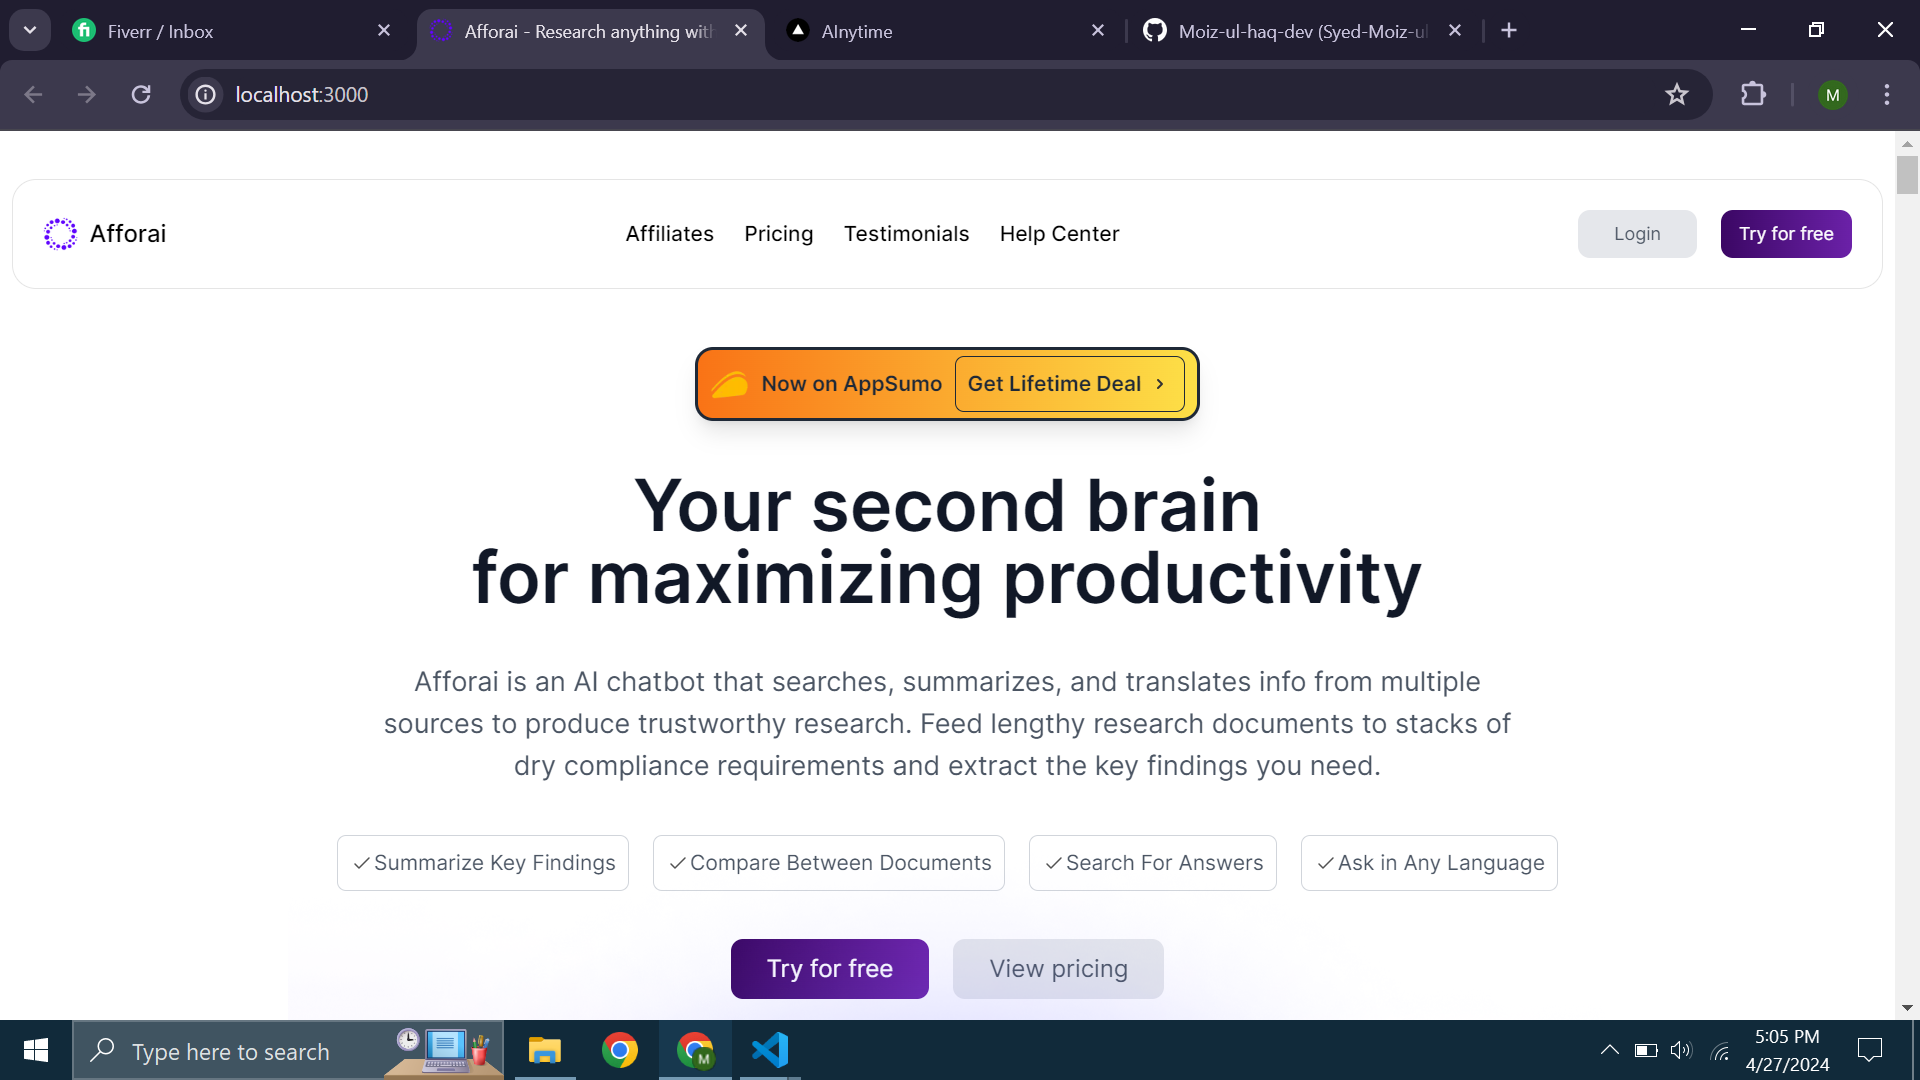 Fiverr / Inbox
Afforai - Research anything with
AInytime
Moiz-ul-haq-dev (Syed-Moiz-ul
localhost:3000
M
Afforai
Affiliates
Pricing
Testimonials
Help Center
Login
Try for free
Now on AppSumo
Get Lifetime Deal
Your second brain
for maximizing productivity
Afforai is an AI chatbot that searches, summarizes, and translates info from multiple
sources to produce trustworthy research. Feed lengthy research documents to stacks of
dry compliance requirements and extract the key findings you need.
Summarize Key Findings
Compare Between Documents
Search For Answers
Ask in Any Language
Try for free
View pricing
Type here to search
M
5:05 PM
4/27/2024